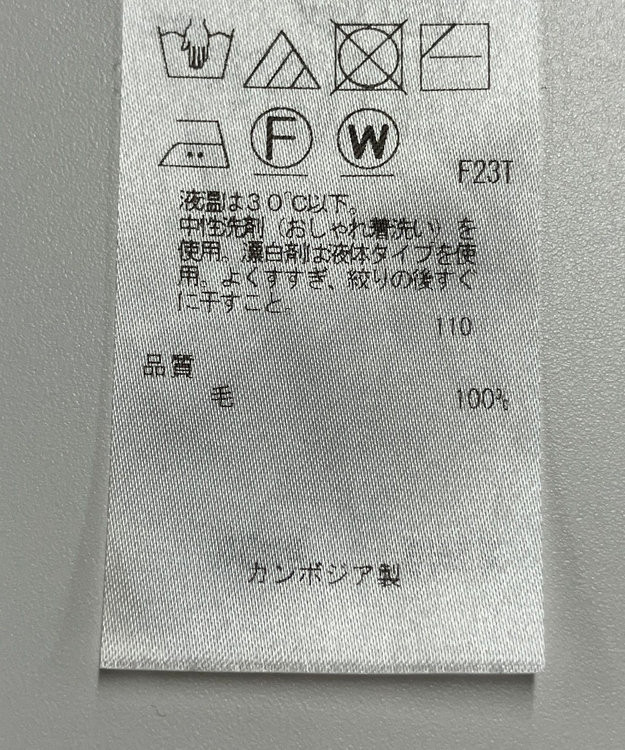 F
W
F23T
液温は30℃以下。
中性洗剤（おしゃれ着洗い）を
使用。漂白剤は液体タイプを使
用。よくすすぎ、絞りの後すぐ
に干すこと。
110
品質
毛 100%
カンボジア製